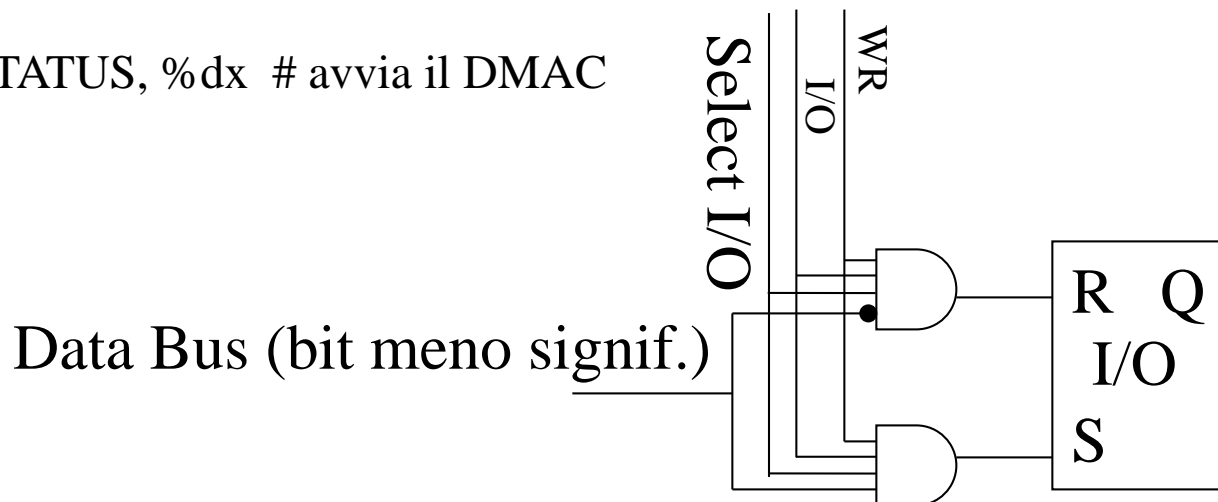 TATUS, %dx # avvia il DMAC
WR
I/O
Select I/O
Data Bus (bit meno signif.)
R Q
I/O
S